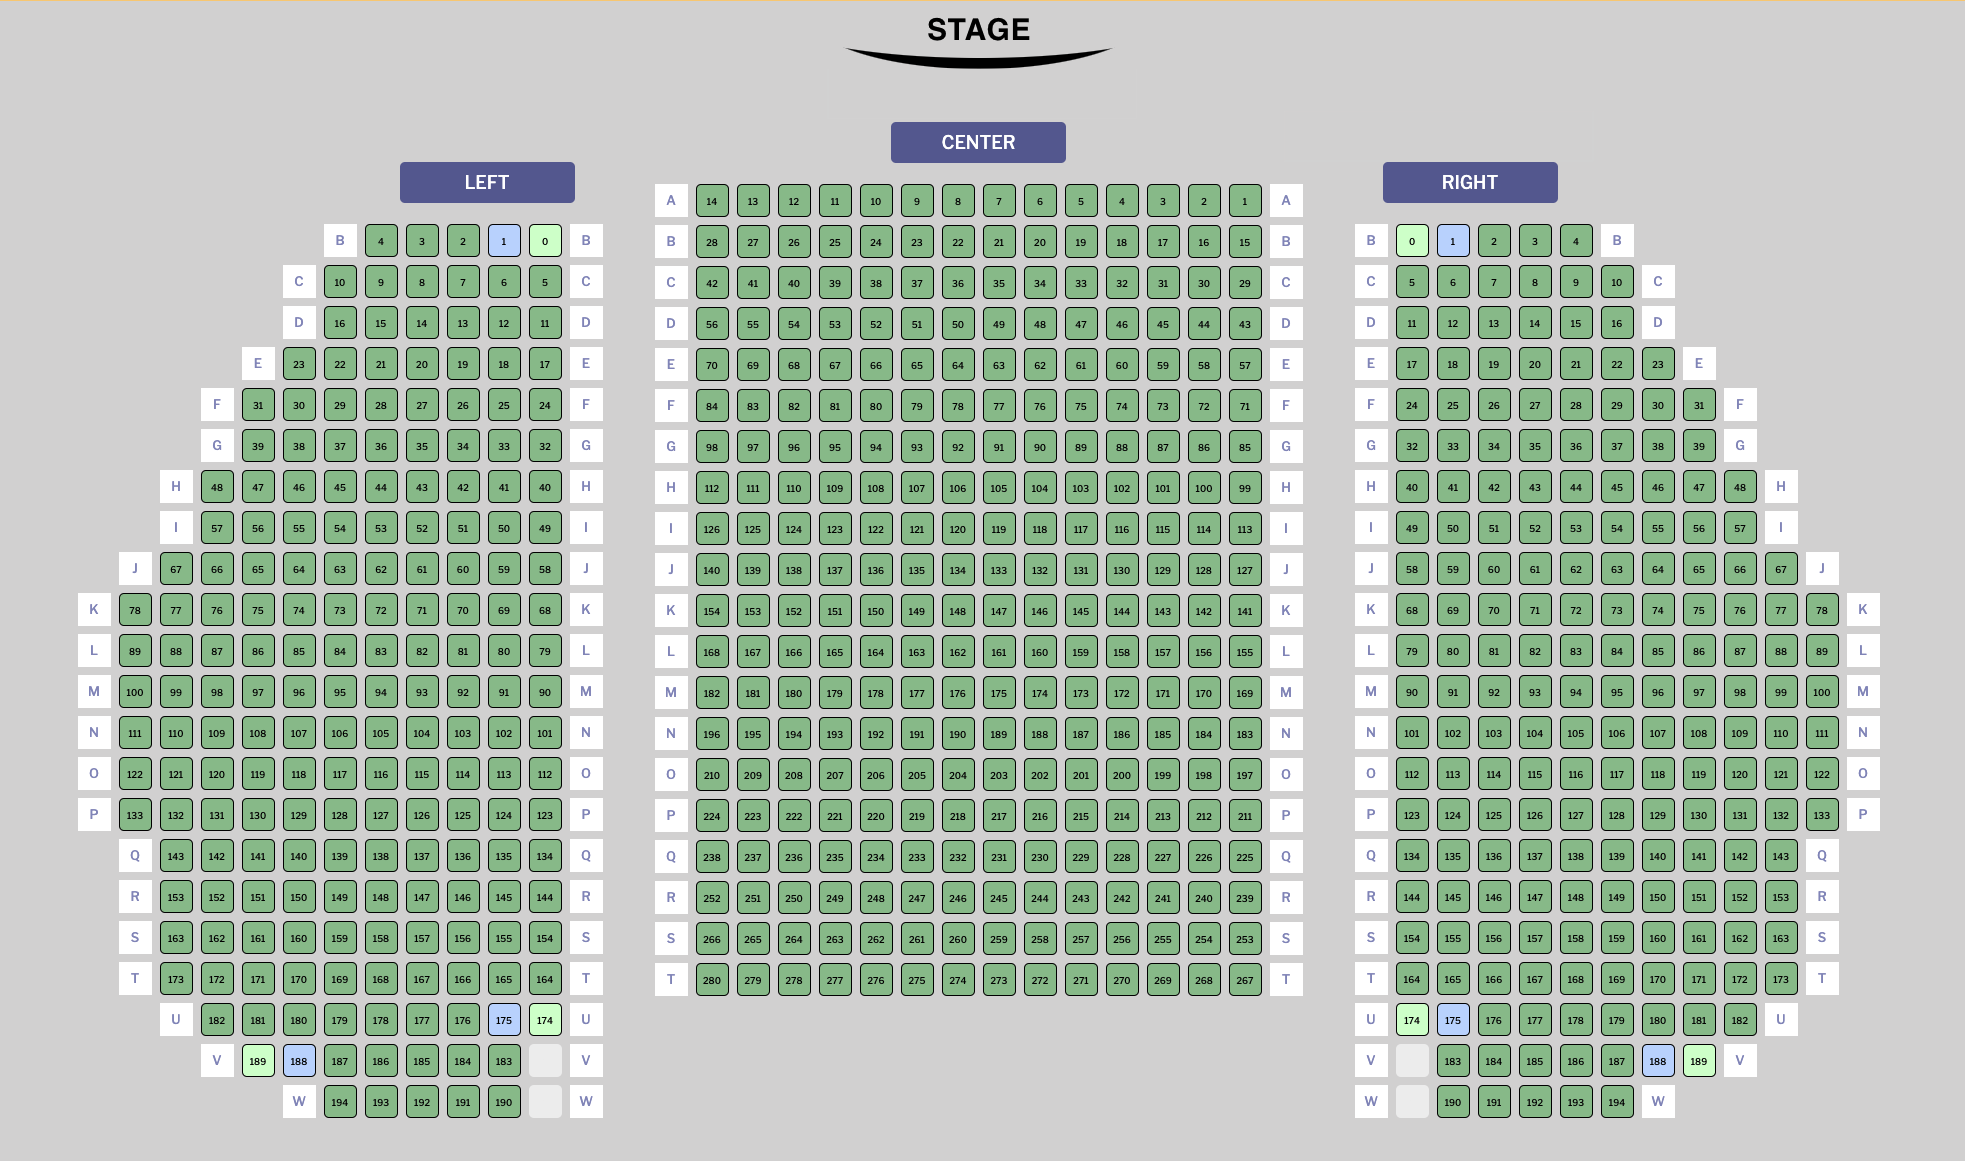 STAGE
CENTER
LEFT
RIGHT
A 14 13 12 11 10 9 8 7 6 5 4 3 2 1 A
B 4 3 2 1 0 B B 28 27 26 25 24 23 22 21 20 19 18 17 16 15 B B 0 1 2 3 4 B
C 10 9 8 7 6 5 C C 42 41 40 39 38 37 36 35 34 33 32 31 30 29 C C 5 6 7 8 9 10 C
D 16 15 14 13 12 11 D D 56 55 54 53 52 51 50 49 48 47 46 45 44 43 D D 11 12 13 14 15 16 D
E 23 22 21 20 19 18 17 E E 70 69 68 67 66 65 64 63 62 61 60 59 58 57 E E 17 18 19 20 21 22 23 E
F 31 30 29 28 27 26 25 24 F F 84 83 82 81 80 79 78 77 76 75 74 73 72 71 F F 24 25 26 27 28 29 30 31 F
G 39 38 37 36 35 34 33 32 G G 98 97 96 95 94 93 92 91 90 89 88 87 86 85 G G 32 33 34 35 36 37 38 39 G
H 48 47 46 45 44 43 42 41 40 H H 112 111 110 109 108 107 106 105 104 103 102 101 100 99 H H 40 41 42 43 44 45 46 47 48 H
I 57 56 55 54 53 52 51 50 49 I I 126 125 124 123 122 121 120 119 118 117 116 115 114 113 I I 49 50 51 52 53 54 55 56 57 I
J 67 66 65 64 63 62 61 60 59 58 J J 140 139 138 137 136 135 134 133 132 131 130 129 128 127 J J 58 59 60 61 62 63 64 65 66 67 J
K 78 77 76 75 74 73 72 71 70 69 68 K K 154 153 152 151 150 149 148 147 146 145 144 143 142 141 K K 68 69 70 71 72 73 74 75 76 77 78 K
L 89 88 87 86 85 84 83 82 81 80 79 L L 168 167 166 165 164 163 162 161 160 159 158 157 156 155 L L 79 80 81 82 83 84 85 86 87 88 89 L
M 100 99 98 97 96 95 94 93 92 91 90 M M 182 181 180 179 178 177 176 175 174 173 172 171 170 169 M M 90 91 92 93 94 95 96 97 98 99 100 M
N 111 110 109 108 107 106 105 104 103 102 101 N N 196 195 194 193 192 191 190 189 188 187 186 185 184 183 N N 101 102 103 104 105 106 107 108 109 110 111 N
O 122 121 120 119 118 117 116 115 114 113 112 O O 210 209 208 207 206 205 204 203 202 201 200 199 198 197 O O 112 113 114 115 116 117 118 119 120 121 122 O
P 133 132 131 130 129 128 127 126 125 124 123 P P 224 223 222 221 220 219 218 217 216 215 214 213 212 211 P P 123 124 125 126 127 128 129 130 131 132 133 P
Q 143 142 141 140 139 138 137 136 135 134 Q Q 238 237 236 235 234 233 232 231 230 229 228 227 226 225 Q Q 134 135 136 137 138 139 140 141 142 143 Q
R 153 152 151 150 149 148 147 146 145 144 R R 252 251 250 249 248 247 246 245 244 243 242 241 240 239 R R 144 145 146 147 148 149 150 151 152 153 R
S 163 162 161 160 159 158 157 156 155 154 S S 266 265 264 263 262 261 260 259 258 257 256 255 254 253 S S 154 155 156 157 158 159 160 161 162 163 S
T 173 172 171 170 169 168 167 166 165 164 T T 280 279 278 277 276 275 274 273 272 271 270 269 268 267 T T 164 165 166 167 168 169 170 171 172 173 T
U 182 181 180 179 178 177 176 175 174 U U 174 175 176 177 178 179 180 181 182 U
V 189 188 187 186 185 184 183 V V 183 184 185 186 187 188 189 V
W 194 193 192 191 190 W W 190 191 192 193 194 W